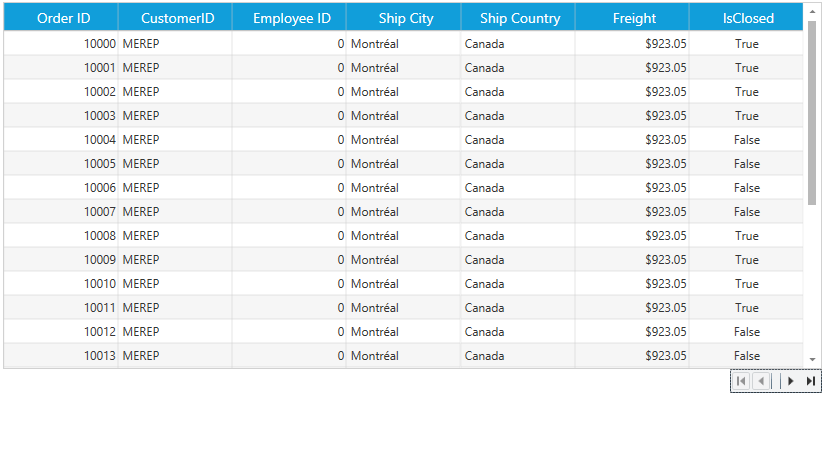 Order ID CustomerID Employee ID Ship City Ship Country Freight IsClosed
10000 MEREP 0 Montréal Canada $923.05 True
10001 MEREP 0 Montréal Canada $923.05 True
10002 MEREP 0 Montréal Canada $923.05 True
10003 MEREP 0 Montréal Canada $923.05 True
10004 MEREP 0 Montréal Canada $923.05 False
10005 MEREP 0 Montréal Canada $923.05 False
10006 MEREP 0 Montréal Canada $923.05 False
10007 MEREP 0 Montréal Canada $923.05 False
10008 MEREP 0 Montréal Canada $923.05 True
10009 MEREP 0 Montréal Canada $923.05 True
10010 MEREP 0 Montréal Canada $923.05 True
10011 MEREP 0 Montréal Canada $923.05 True
10012 MEREP 0 Montréal Canada $923.05 False
10013 MEREP 0 Montréal Canada $923.05 False